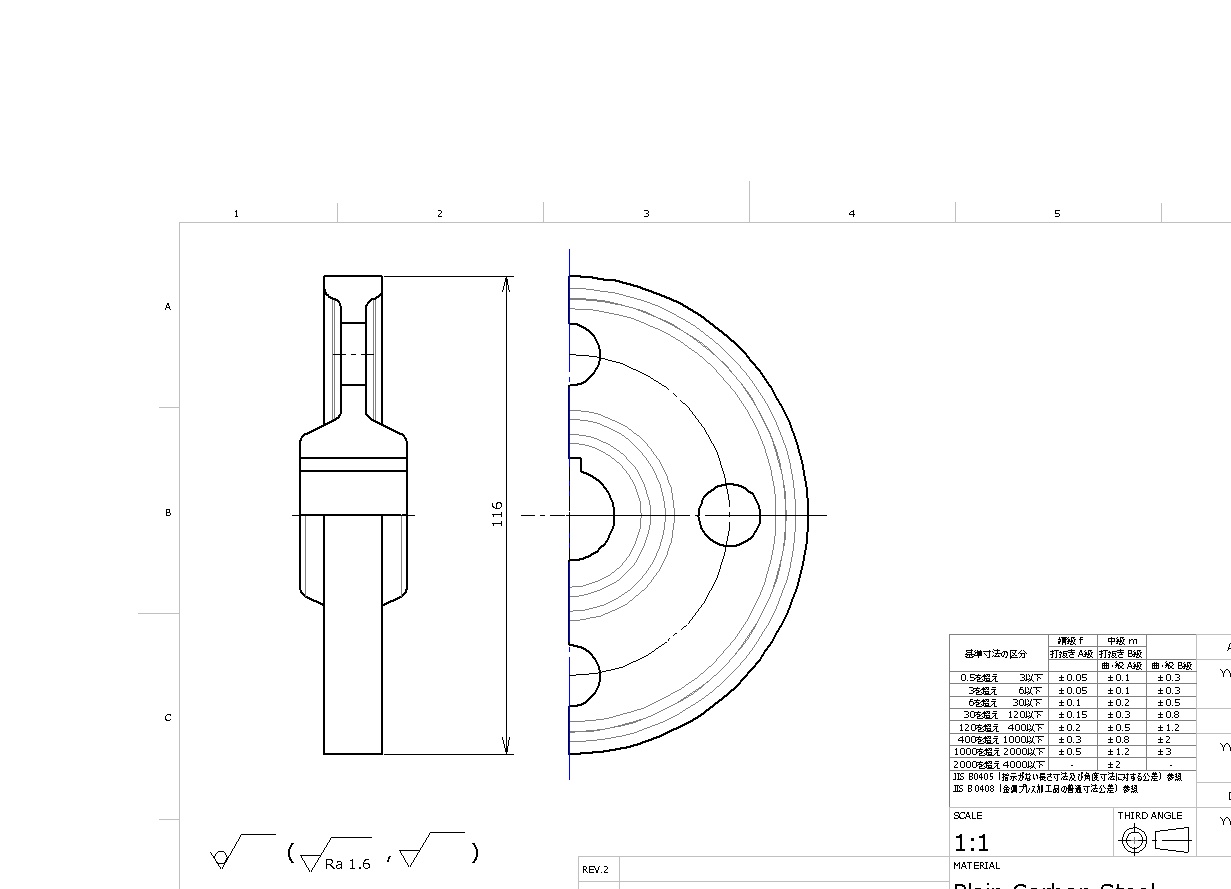 1 2 3 4 5
A
B
C
116
精級 f 中級 m
基準寸法の区分 打抜き A級 打抜き B級
曲・絞 A級 曲・絞 B級
0.5を超え 3以下 ±0.05 ±0.1 ±0.3
3を超え 6以下 ±0.05 ±0.1 ±0.3
6を超え 30以下 ±0.1 ±0.2 ±0.5
30を超え 120以下 ±0.15 ±0.3 ±0.8
120を超え 400以下 ±0.2 ±0.5 ±1.2
400を超え 1000以下 ±0.3 ±0.8 ±2
1000を超え 2000以下 ±0.5 ±1.2 ±3
2000を超え 4000以下 - ±2 -
JIS B0405 (指示がない長さ寸法及び角度寸法に対する公差) 参照
JIS B 0408 (金属プレス加工品の普通寸法公差) 参照
SCALE THIRD ANGLE
1:1
( Ra 1.6 , )
REV.2
MATERIAL
Plain Carbon Steel